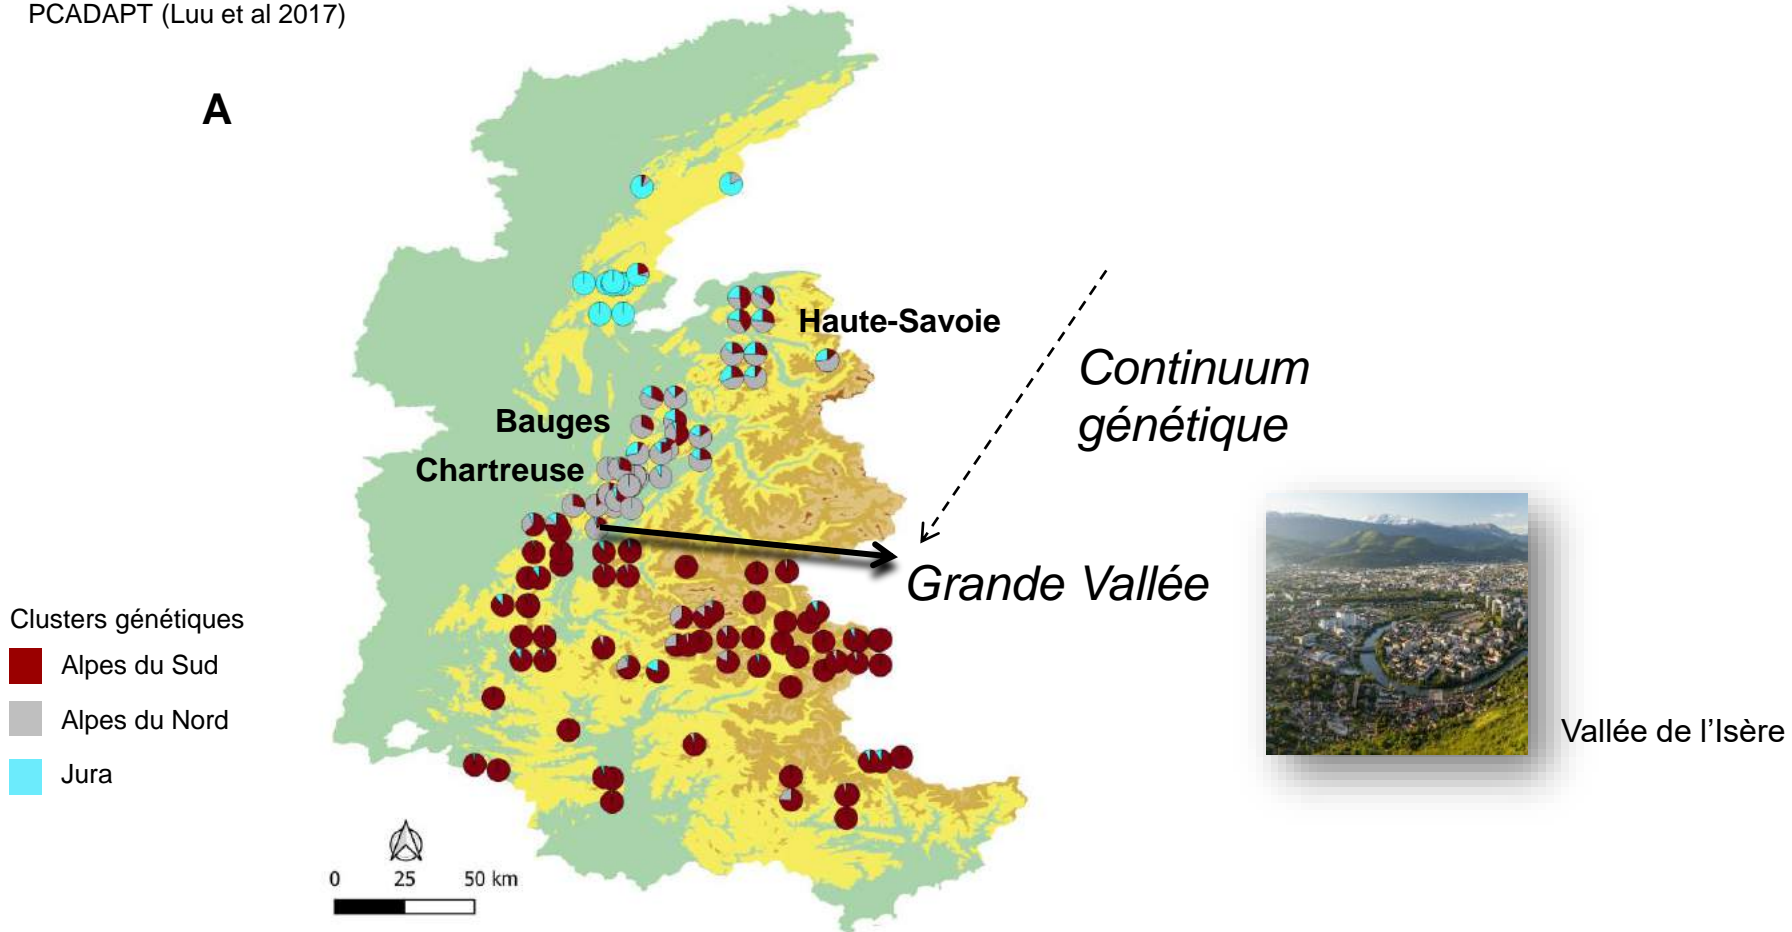 PCADAPT (Luu et al 2017)
A
Haute-Savoie
Continuum
génétique
Bauges
Chartreuse
Grande Vallée
Clusters génétiques
Alpes du Sud
Alpes du Nord
Jura
Vallée de l'Isère
0 25 50 km